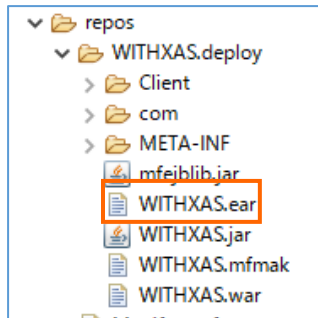 repos
WITHXAS.deploy
Client
com
META-INF
mfejblib.jar
WITHXAS.ear
WITHXAS.jar
WITHXAS.mfmak
WITHXAS.war